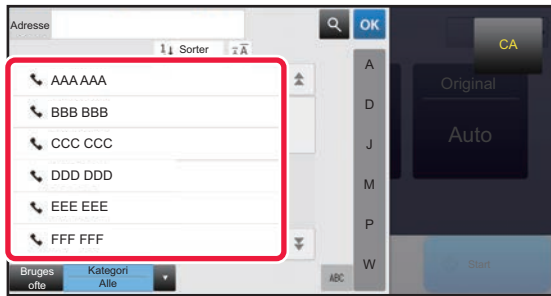 Adresse
OK
CA
1 Sorter
A
AAA AAA
BBB BBB
CCC CCC
DDD DDD
EEE EEE
FFF FFF
A
D
J
M
P
W
ABC
Bruges ofte
Kategori
Alle
Original
Auto
Start